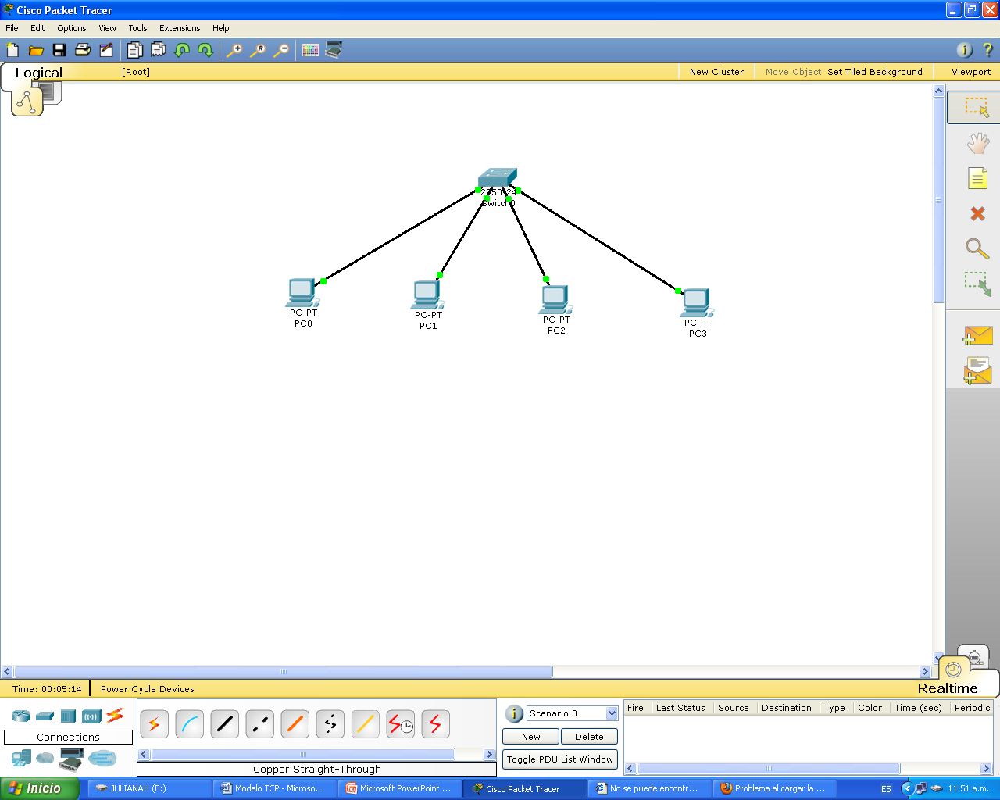 Cisco Packet Tracer
File Edit Options View Tools Extensions Help
Logical [Root] New Cluster Move Object Set Tiled Background Viewport
2950-24
Switch0
PC-PT
PC0
PC-PT
PC1
PC-PT
PC2
PC-PT
PC3
Time: 00:05:14 Power Cycle Devices Realtime
Connections
Copper Straight-Through
Scenario 0
New Delete
Toggle PDU List Window
Fire Last Status Source Destination Type Color Time (sec) Periodic
Inicio JULIANA!! (F:) Modelo TCP - Microso... Microsoft PowerPoint ... Cisco Packet Tracer No se puede encontr... Problema al cargar la ... ES 11:51 a.m.